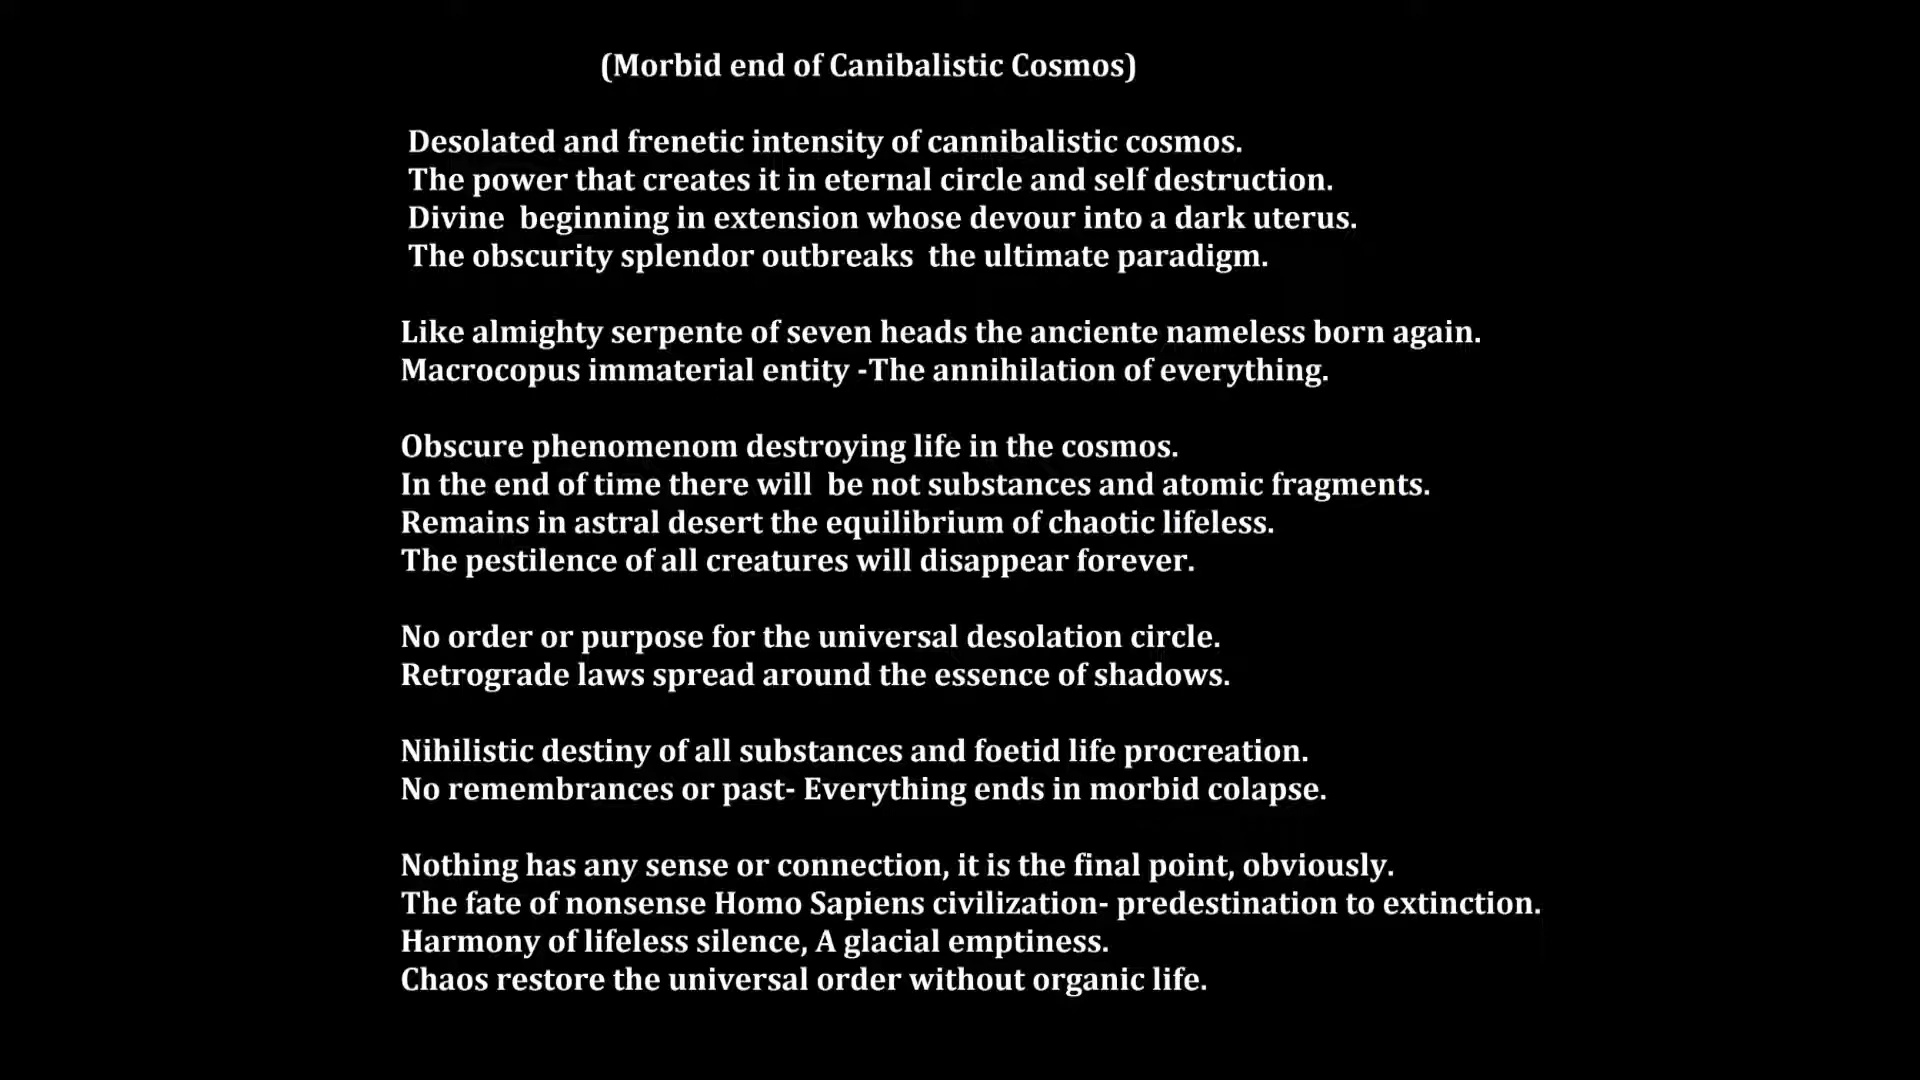 (Morbid end of Canibalistic Cosmos)
Desolated and frenetic intensity of cannibalistic cosmos.
The power that creates it in eternal circle and self destruction.
Divine  beginning in extension whose devour into a dark uterus.
The obscurity splendor outbreaks  the ultimate paradigm.
Like almighty serpente of seven heads the anciente nameless born again.
Macrocopus immaterial entity -The annihilation of everything.
Obscure phenomenom destroying life in the cosmos.
In the end of time there will  be not substances and atomic fragments.
Remains in astral desert the equilibrium of chaotic lifeless.
The pestilence of all creatures will disappear forever.
No order or purpose for the universal desolation circle.
Retrograde laws spread around the essence of shadows.
Nihilistic destiny of all substances and foetid life procreation.
No remembrances or past- Everything ends in morbid colapse.
Nothing has any sense or connection, it is the final point, obviously.
The fate of nonsense Homo Sapiens civilization- predestination to extinction.
Harmony of lifeless silence, A glacial emptiness.
Chaos restore the universal order without organic life.